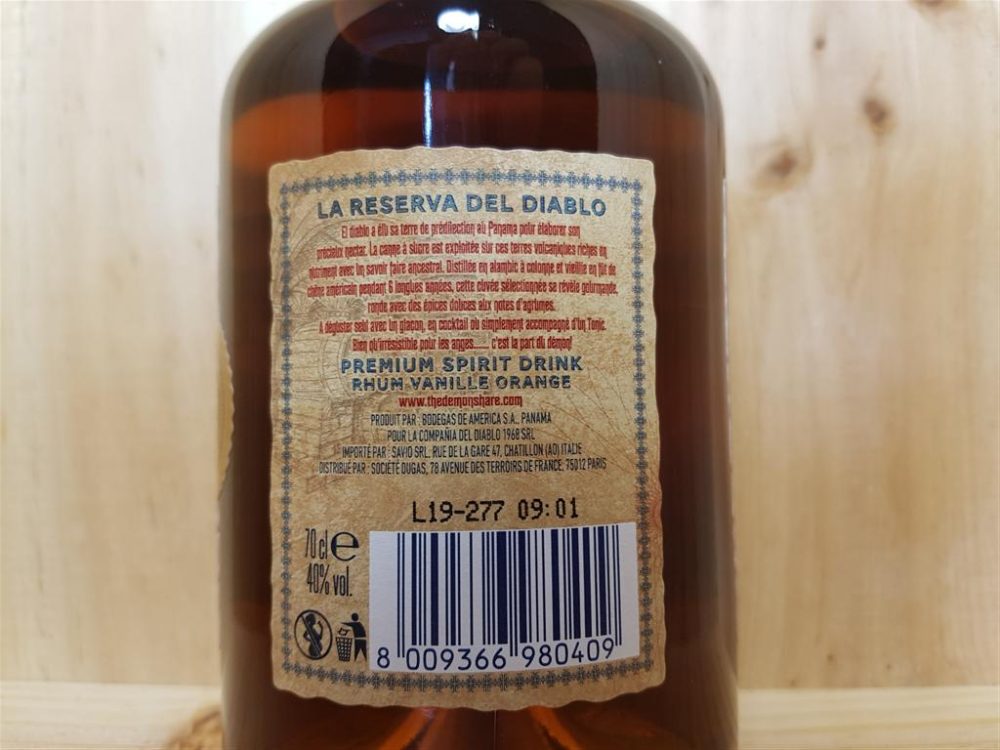 LA RESERVA DEL DIABLO
El diablo a élu sa terre de prédilection au Panama pour élaborer son
précieux nectar. La canne à sucre est exploitée sur ces terres volcaniques riches en
nutriment avec un savoir faire ancestral. Distillée en alambic à colonne et vieillie en fût de
chêne américain pendant 6 longues années, cette cuvée sélectionnée se révèle gourmande,
ronde avec des épices douces aux notes d'agrumes.
A déguster seul avec un glaçon, en cocktail ou simplement accompagné d'un Tonic.
Bien qu'irrésistible pour les anges...... c'est la part du démon!
PREMIUM SPIRIT DRINK
RHUM VANILLE ORANGE
www.thedemonshare.com
PRODUIT PAR : BODEGAS DE AMERICA S.A., PANAMA
POUR LA COMPAÑIA DEL DIABLO 1968 SRL
IMPORTÉ PAR : SAVIO SRL, RUE DE LA GARE 47, CHATILLON (AO) ITALIE
DISTRIBUÉ PAR : SOCIÉTÉ DUGAS, 78 AVENUE DES TERROIRS DE FRANCE, 75012 PARIS
L19-277 09:01
70 cl e
40% vol.
8 009366 980409